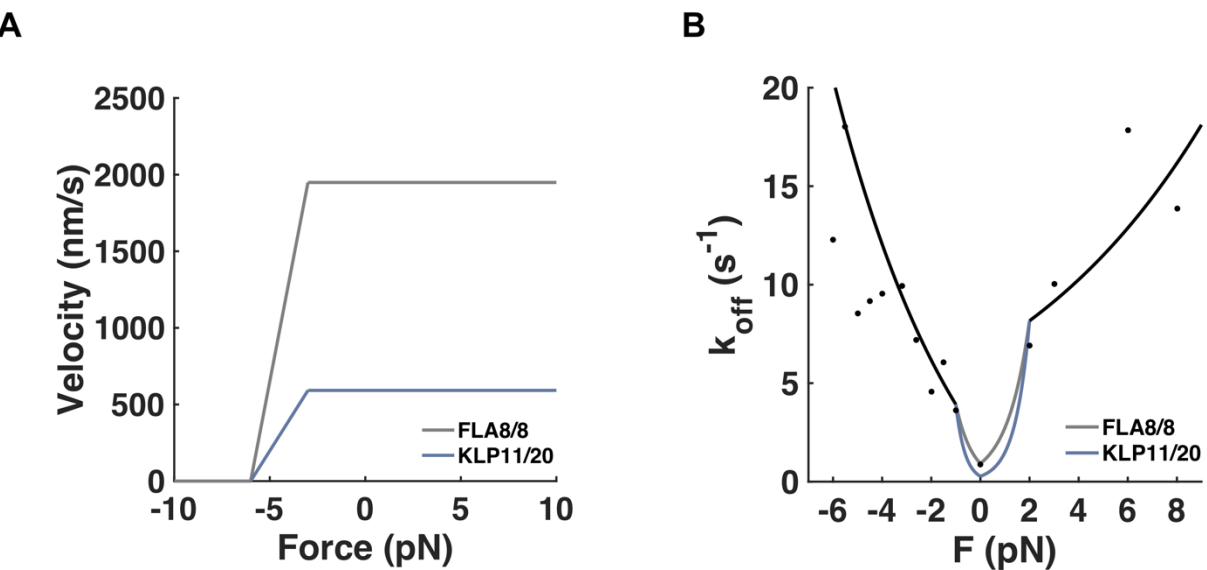 A
Velocity (nm/s)
2500
2000
1500
1000
500
0
-10 -5 0 5 10
Force (pN)
FLA8/8
KLP11/20
B
k_off (s^-1)
20
15
10
5
0
-6 -4 -2 0 2 4 6 8
F (pN)
FLA8/8
KLP11/20